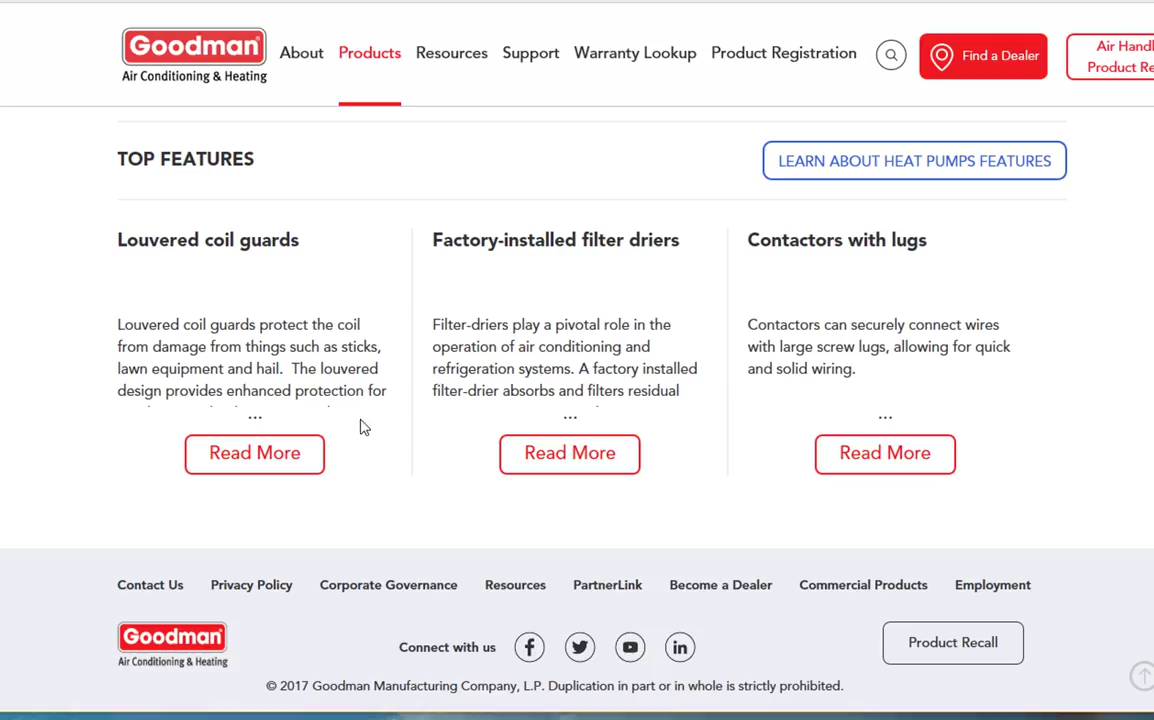 Goodman
Air Conditioning & Heating
About Products Resources Support Warranty Lookup Product Registration
Find a Dealer
Air Handl
Product Re
TOP FEATURES
LEARN ABOUT HEAT PUMPS FEATURES
Louvered coil guards
Louvered coil guards protect the coil
from damage from things such as sticks,
lawn equipment and hail. The louvered
design provides enhanced protection for
...
Read More
Factory-installed filter driers
Filter-driers play a pivotal role in the
operation of air conditioning and
refrigeration systems. A factory installed
filter-drier absorbs and filters residual
...
Read More
Contactors with lugs
Contactors can securely connect wires
with large screw lugs, allowing for quick
and solid wiring.
...
Read More
Contact Us Privacy Policy Corporate Governance Resources PartnerLink Become a Dealer Commercial Products Employment
Goodman
Air Conditioning & Heating
Connect with us
Product Recall
© 2017 Goodman Manufacturing Company, L.P. Duplication in part or in whole is strictly prohibited.